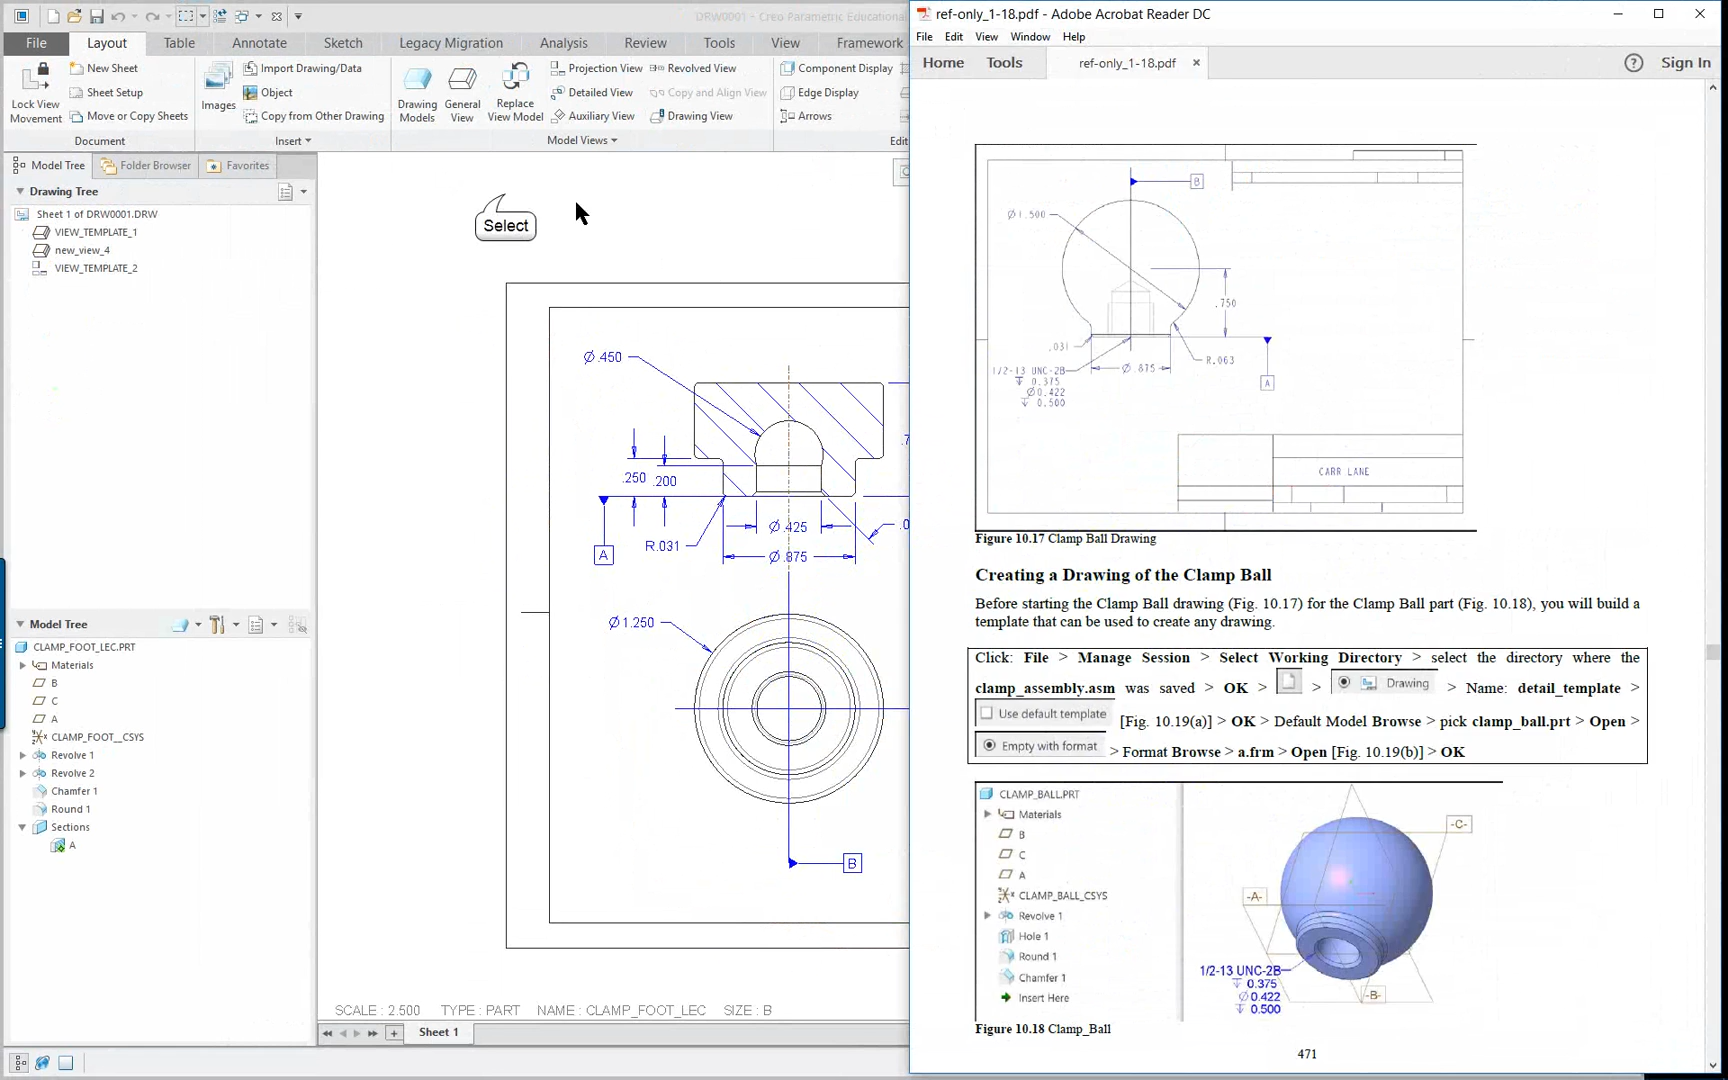 DRW0001 - Creo Parametric Educational
File
Layout
Table
Annotate
Sketch
Legacy Migration
Analysis
Review
Tools
View
Framework
Lock View
Movement
New Sheet
Sheet Setup
Move or Copy Sheets
Document
Images
Import Drawing/Data
Object
Copy from Other Drawing
Insert
Drawing
Models
General
View
Replace
View Model
Projection View
Detailed View
Auxiliary View
Revolved View
Copy and Align View
Drawing View
Model Views
Component Display
Edge Display
Arrows
Edit
Model Tree
Folder Browser
Favorites
Drawing Tree
Sheet 1 of DRW0001.DRW
VIEW_TEMPLATE_1
new_view_4
VIEW_TEMPLATE_2
Model Tree
CLAMP_FOOT_LEC.PRT
Materials
B
C
A
CLAMP_FOOT__CSYS
Revolve 1
Revolve 2
Chamfer 1
Round 1
Sections
A
Select
Ø.450
.250
.200
.7
Ø.425
.0
R.031
Ø.875
A
Ø1.250
B
SCALE : 2.500 TYPE : PART NAME : CLAMP_FOOT_LEC SIZE : B
Sheet 1
ref-only_1-18.pdf - Adobe Acrobat Reader DC
File Edit View Window Help
Home
Tools
ref-only_1-18.pdf
Sign In
B
Ø1.500
.750
.031
R.063
1/2-13 UNC-2B
↧ 0.375
Ø0.422
↧ 0.500
Ø.875
A
CARR LANE
Figure 10.17 Clamp Ball Drawing
Creating a Drawing of the Clamp Ball
Before starting the Clamp Ball drawing (Fig. 10.17) for the Clamp Ball part (Fig. 10.18), you will build a
template that can be used to create any drawing.
Click: File > Manage Session > Select Working Directory > select the directory where the
clamp_assembly.asm was saved > OK > > Drawing > Name: detail_template >
Use default template [Fig. 10.19(a)] > OK > Default Model Browse > pick clamp_ball.prt > Open >
Empty with format > Format Browse > a.frm > Open [Fig. 10.19(b)] > OK
CLAMP_BALL.PRT
Materials
B
C
A
CLAMP_BALL_CSYS
Revolve 1
Hole 1
Round 1
Chamfer 1
Insert Here
-C-
-A-
-B-
1/2-13 UNC-2B
↧ 0.375
Ø0.422
↧ 0.500
Figure 10.18 Clamp_Ball
471